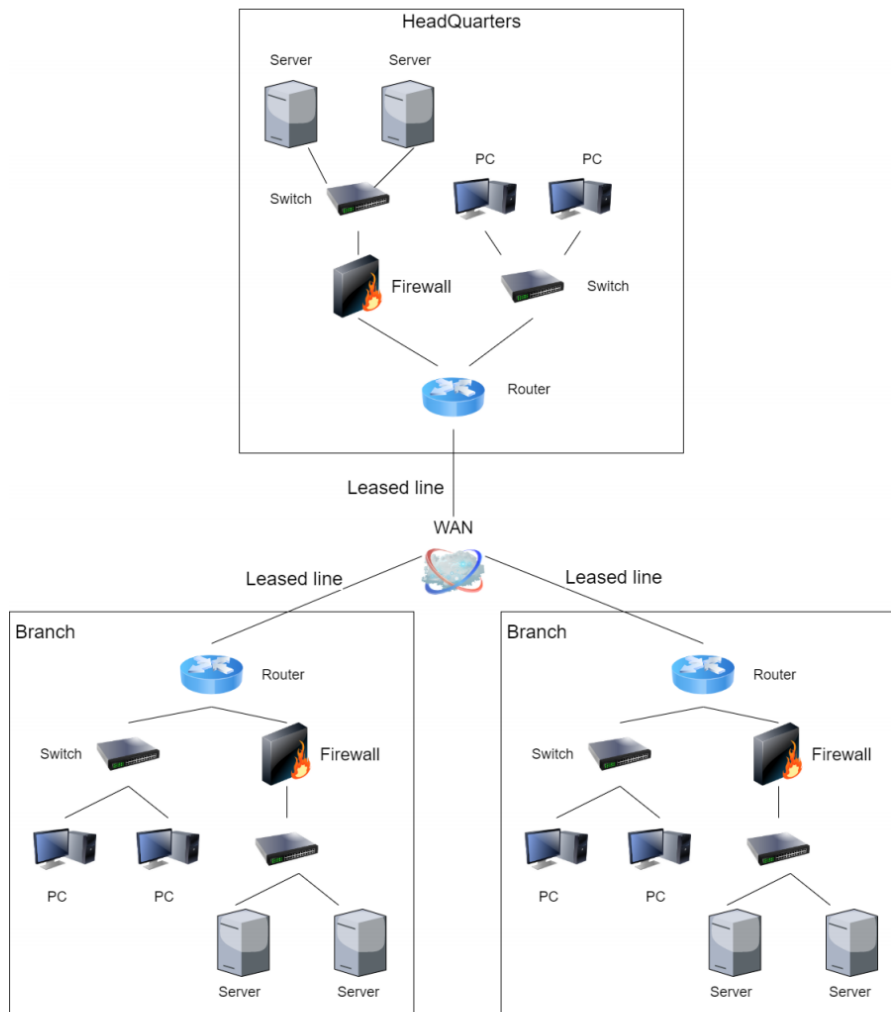 HeadQuarters
Server
Server
PC
PC
Switch
Firewall
Switch
Router
Leased line
WAN
Leased line
Leased line
Branch
Router
Switch
Firewall
PC
PC
Server
Server
Branch
Router
Switch
Firewall
PC
PC
Server
Server